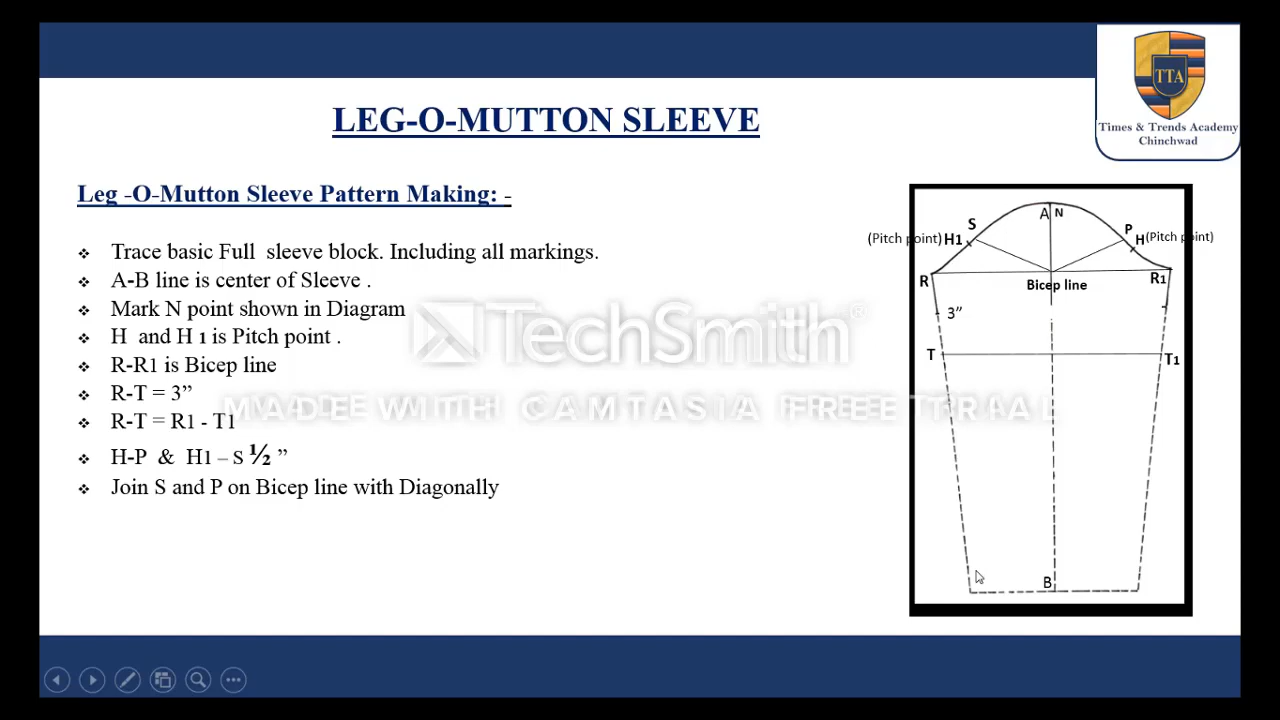 TTA
Times & Trends Academy
Chinchwad
LEG-O-MUTTON SLEEVE
Leg -O-Mutton Sleeve Pattern Making: -
❖ Trace basic Full sleeve block. Including all markings.
❖ A-B line is center of Sleeve .
❖ Mark N point shown in Diagram
❖ H and H 1 is Pitch point .
❖ R-R1 is Bicep line
❖ R-T = 3”
❖ R-T = R1 - T1
❖ H-P & H1 – S ½ ”
❖ Join S and P on Bicep line with Diagonally
A N
S
P
(Pitch point) H1
H (Pitch point)
R
R1
Bicep line
3”
T
T1
B
TechSmith®
MADE WITH CAMTASIA FREE TRIAL